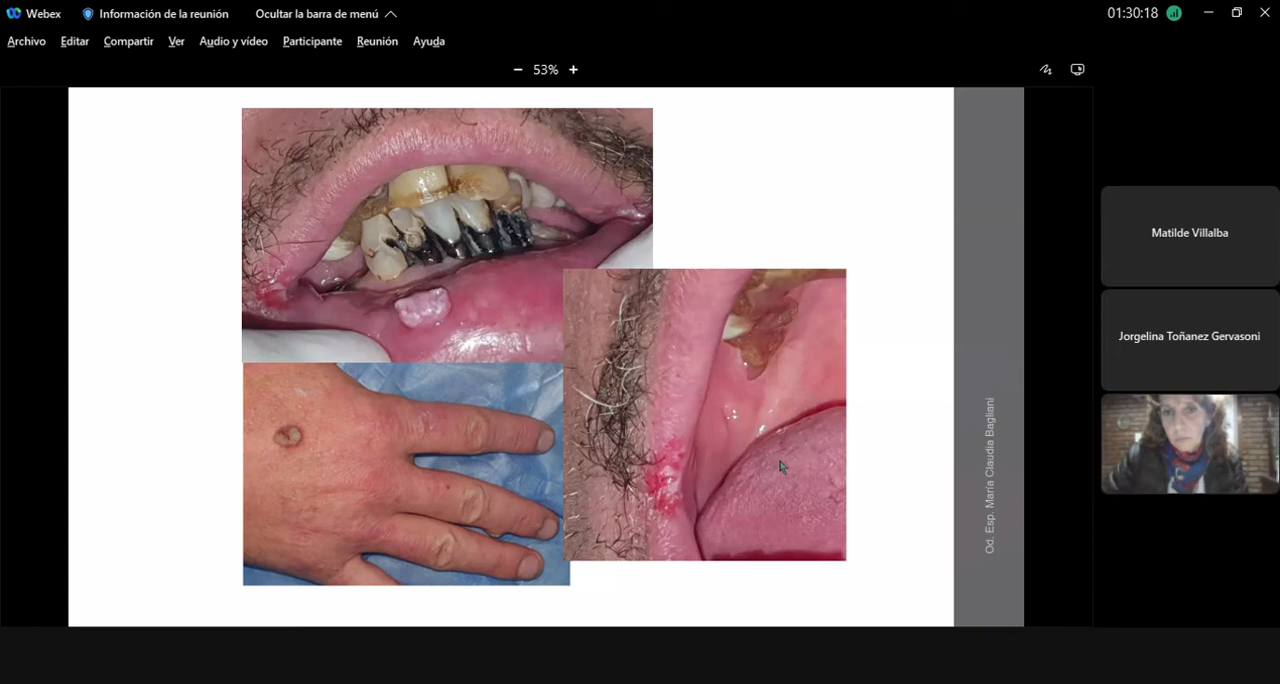 Webex
Información de la reunión
Ocultar la barra de menú
01:30:18
Archivo
Editar
Compartir
Ver
Audio y vídeo
Participante
Reunión
Ayuda
− 53% +
Matilde Villalba
Jorgelina Toñanez Gervasoni
Od. Esp. María Claudia Bagliani